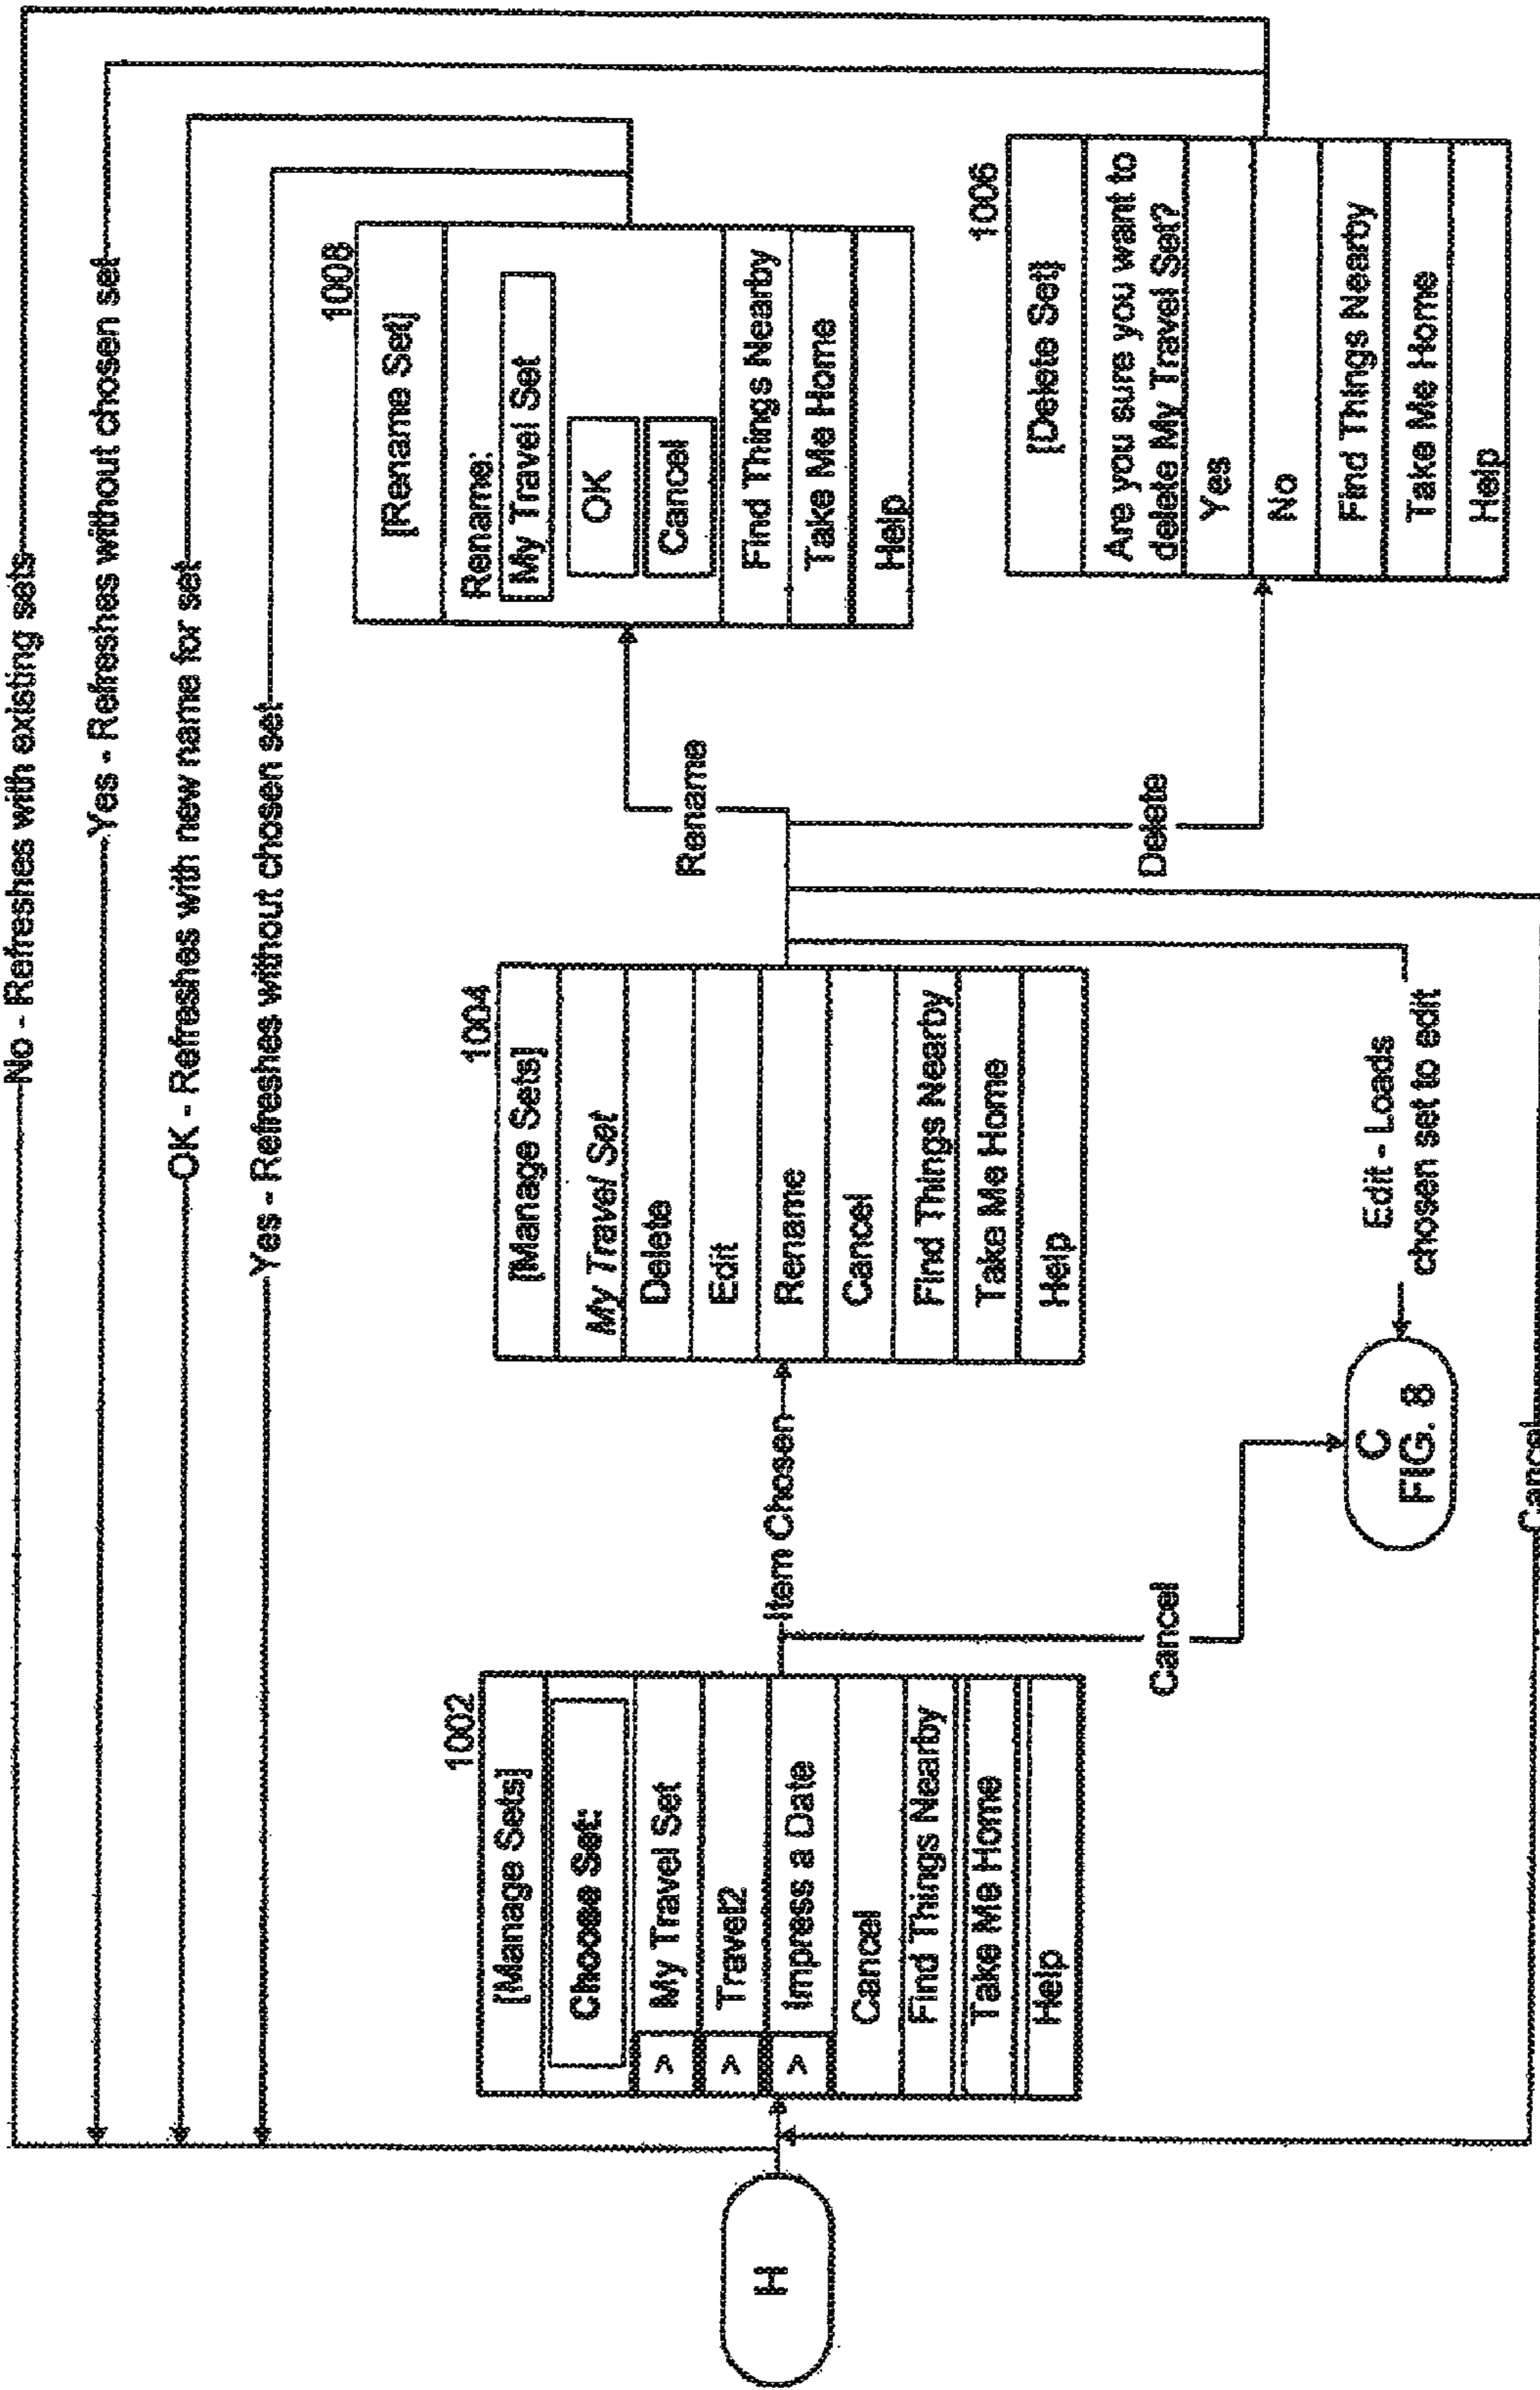 No - Refreshes with existing sets
Yes - Refreshes without chosen set
OK - Refreshes with new name for set
Yes - Refreshes without chosen set
H
1002
[Manage Sets]
Choose Set:
> My Travel Set
> Travel2
> Impress a Date
Cancel
Find Things Nearby
Take Me Home
Help
Item Chosen
Cancel
C
FIG. 8
1004
[Manage Sets]
My Travel Set
Delete
Edit
Rename
Cancel
Find Things Nearby
Take Me Home
Help
Edit - Loads
chosen set to edit
Rename
Delete
1008
[Rename Set]
Rename:
My Travel Set
OK
Cancel
Find Things Nearby
Take Me Home
Help
1006
[Delete Set]
Are you sure you want to
delete My Travel Set?
Yes
No
Find Things Nearby
Take Me Home
Help
Cancel